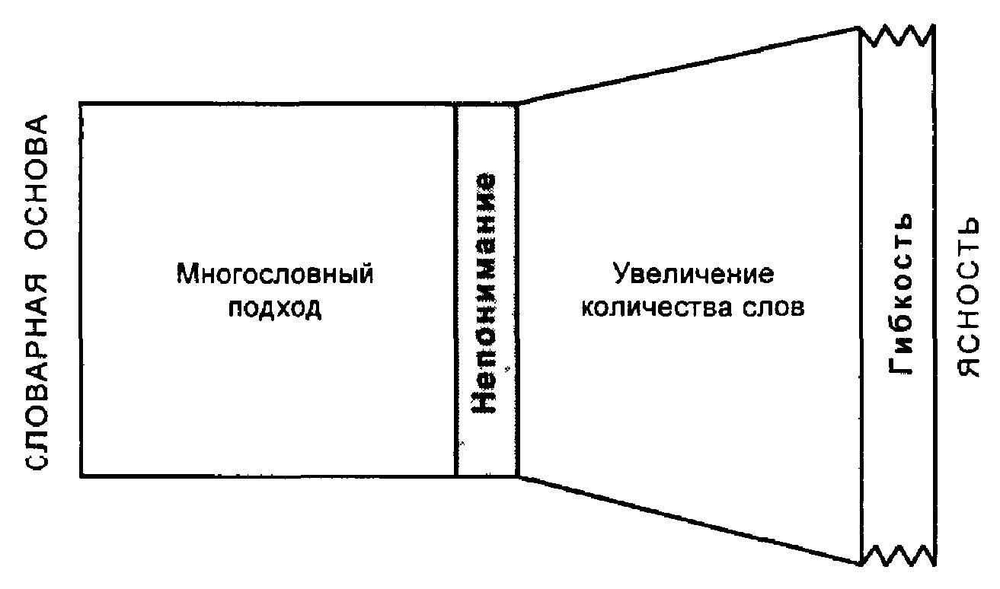 СЛОВАРНАЯ ОСНОВА
Многословный
подход
Непонимание
Увеличение
количества слов
Гибкость
ЯСНОСТЬ